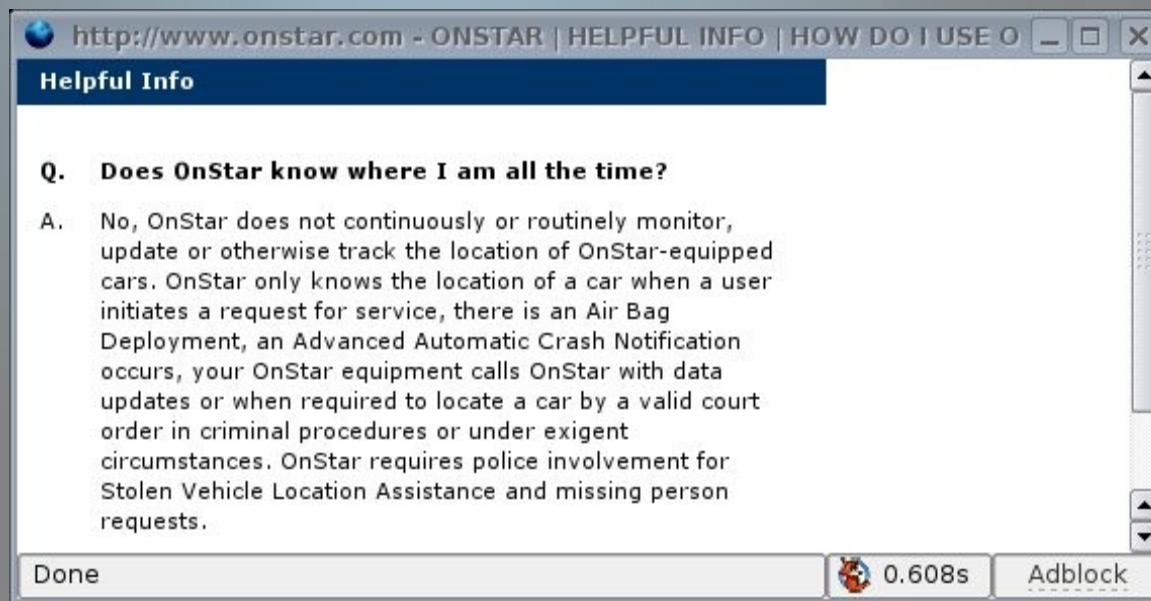 http://www.onstar.com - ONSTAR | HELPFUL INFO | HOW DO I USE O
Helpful Info
Q. Does OnStar know where I am all the time?
A. No, OnStar does not continuously or routinely monitor,
update or otherwise track the location of OnStar-equipped
cars. OnStar only knows the location of a car when a user
initiates a request for service, there is an Air Bag
Deployment, an Advanced Automatic Crash Notification
occurs, your OnStar equipment calls OnStar with data
updates or when required to locate a car by a valid court
order in criminal procedures or under exigent
circumstances. OnStar requires police involvement for
Stolen Vehicle Location Assistance and missing person
requests.
Done 0.608s Adblock